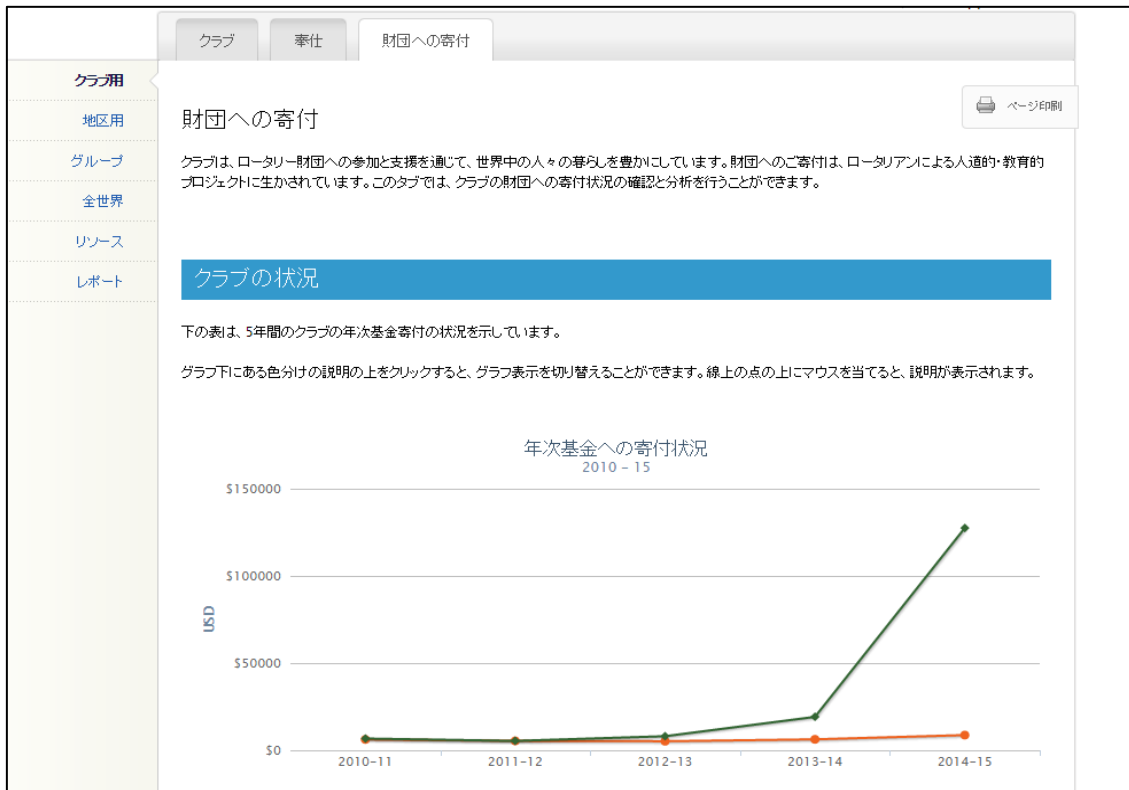 クラブ 奉仕 財団への寄付
クラブ用
地区用
グループ
全世界
リソース
レポート
ページ印刷
財団への寄付
クラブは、ロータリー財団への参加と支援を通じて、世界中の人々の暮らしを豊かにしています。財団へのご寄付は、ロータリアンによる人道的・教育的
プロジェクトに生かされています。このタブでは、クラブの財団への寄付状況の確認と分析を行うことができます。
クラブの状況
下の表は、5年間のクラブの年次基金寄付の状況を示しています。
グラフ下にある色分けの説明の上をクリックすると、グラフ表示を切り替えることができます。線上の点の上にマウスを当てると、説明が表示されます。
年次基金への寄付状況
2010 - 15
$150000
$100000
USD
$50000
$0
2010-11 2011-12 2012-13 2013-14 2014-15